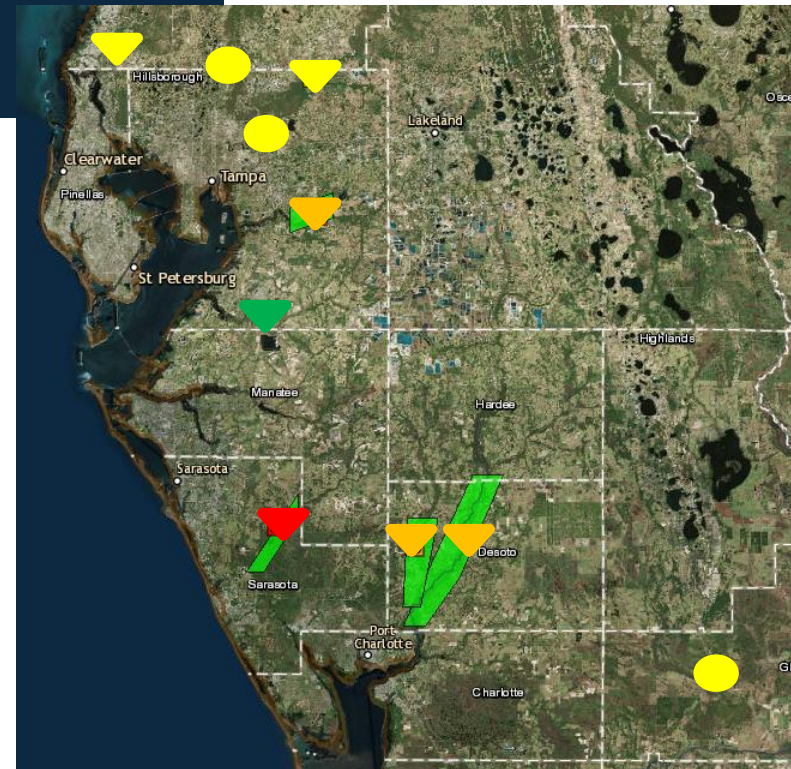 Hillsborough
Osce
Lakeland
Clearwater
Tampa
Pinellas
St Petersburg
Highlands
Manatee
Hardee
Sarasota
Desoto
Sarasota
Port
Charlotte
Gl
Charlotte